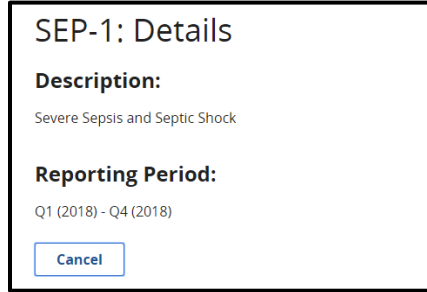 SEP-1: Details
Description:
Severe Sepsis and Septic Shock
Reporting Period:
Q1 (2018) - Q4 (2018)
Cancel